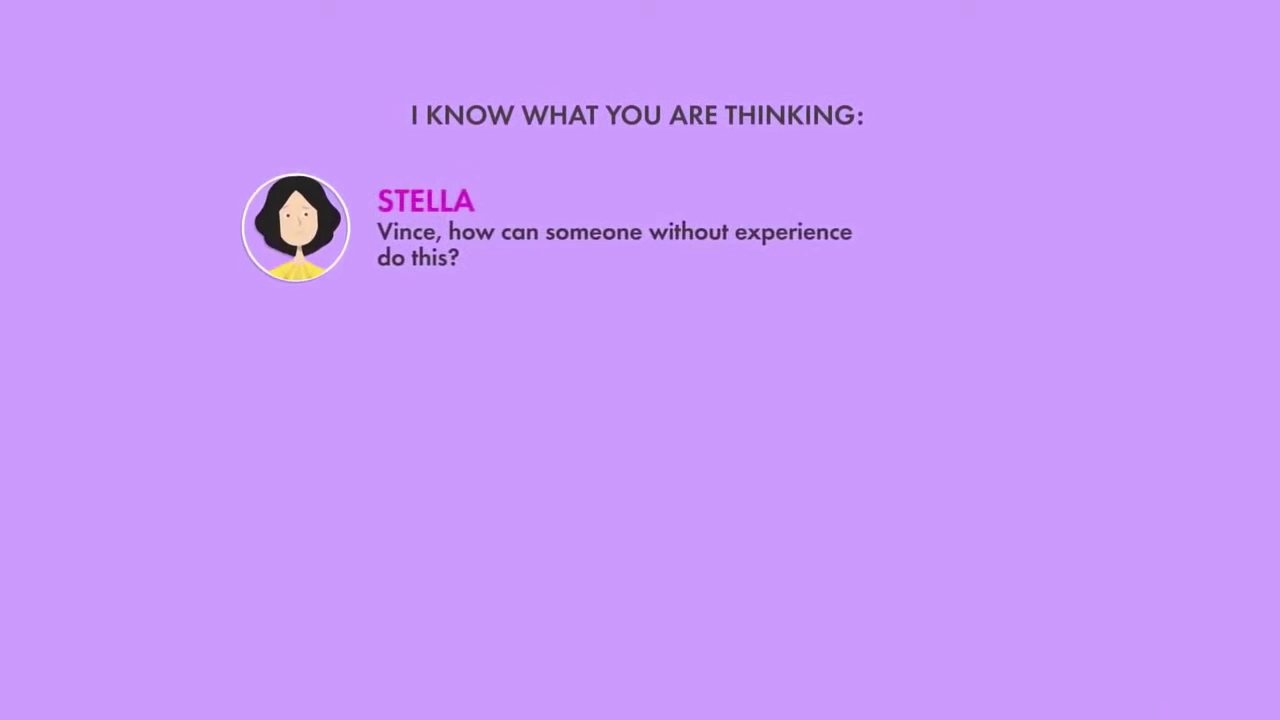 I KNOW WHAT YOU ARE THINKING:
STELLA
Vince, how can someone without experience
do this?